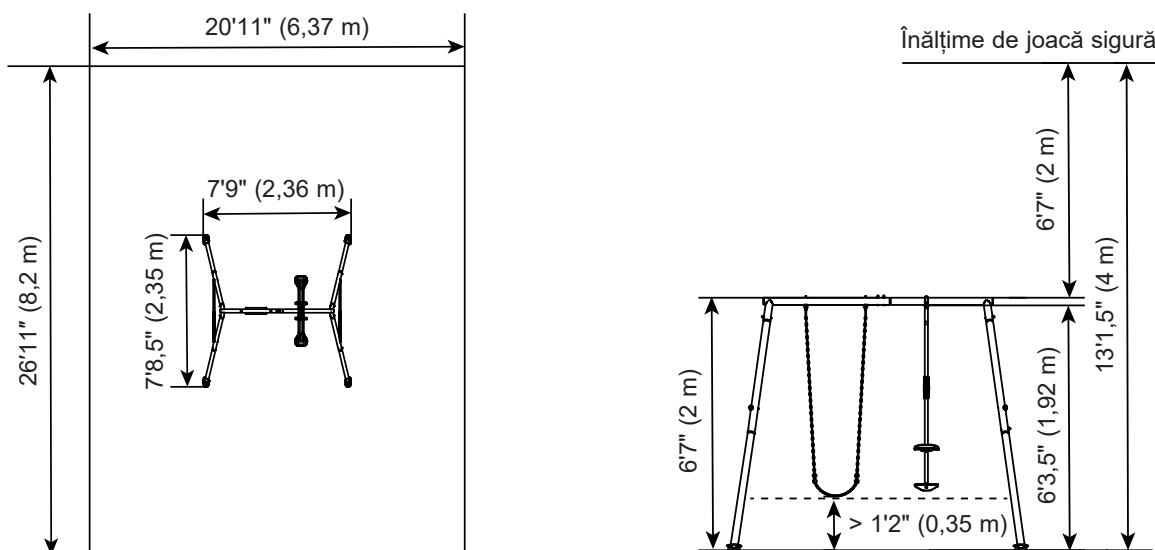 20'11" (6,37 m)
26'11" (8,2 m)
7'9" (2,36 m)
7'8,5" (2,35 m)
Înălțime de joacă sigură
6'7" (2 m)
13'1,5" (4 m)
6'7" (2 m)
6'3,5" (1,92 m)
> 1'2" (0,35 m)